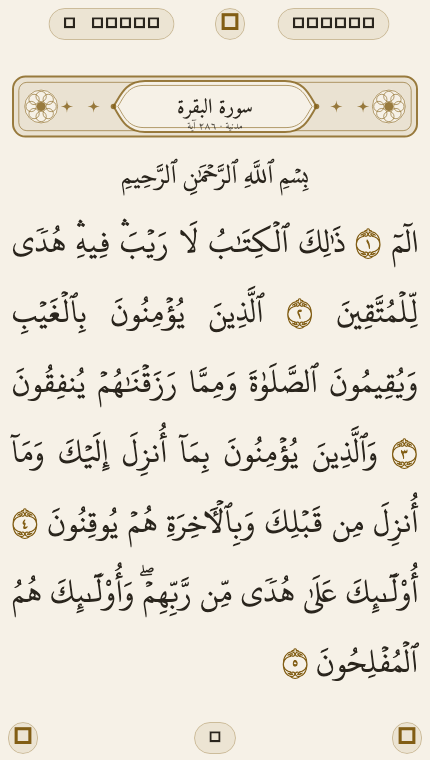 سورة البقرة
مدنية · ٢٨٦ آية
بِسْمِ ٱللَّهِ ٱلرَّحْمَٰنِ ٱلرَّحِيمِ
الٓمٓ ١ ذَٰلِكَ ٱلْكِتَـٰبُ لَا رَيْبَ ۛ فِيهِ ۛ هُدًى
لِّلْمُتَّقِينَ ٢ ٱلَّذِينَ يُؤْمِنُونَ بِٱلْغَيْبِ
وَيُقِيمُونَ ٱلصَّلَوٰةَ وَمِمَّا رَزَقْنَـٰهُمْ يُنفِقُونَ
٣ وَٱلَّذِينَ يُؤْمِنُونَ بِمَآ أُنزِلَ إِلَيْكَ وَمَآ
أُنزِلَ مِن قَبْلِكَ وَبِٱلْـَٔاخِرَةِ هُمْ يُوقِنُونَ ٤
أُو۟لَـٰٓئِكَ عَلَىٰ هُدًى مِّن رَّبِّهِمْ ۖ وَأُو۟لَـٰٓئِكَ هُمُ
ٱلْمُفْلِحُونَ ٥